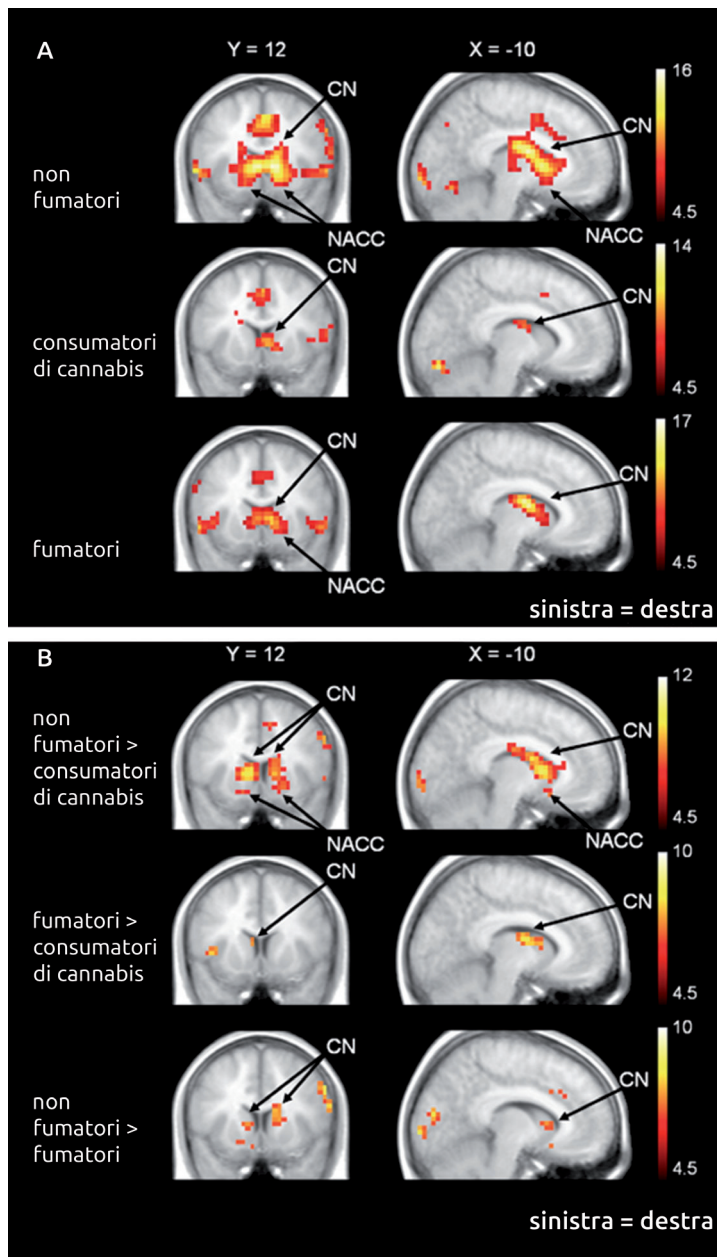 A
Y = 12
X = -10
CN
16
CN
non
fumatori
NACC
NACC
4.5
CN
14
CN
consumatori
di cannabis
4.5
CN
17
CN
fumatori
NACC
4.5
sinistra = destra
B
Y = 12
X = -10
CN
12
CN
non
fumatori >
consumatori
di cannabis
NACC
NACC
4.5
CN
10
CN
fumatori >
consumatori
di cannabis
4.5
CN
10
CN
non
fumatori >
fumatori
4.5
sinistra = destra